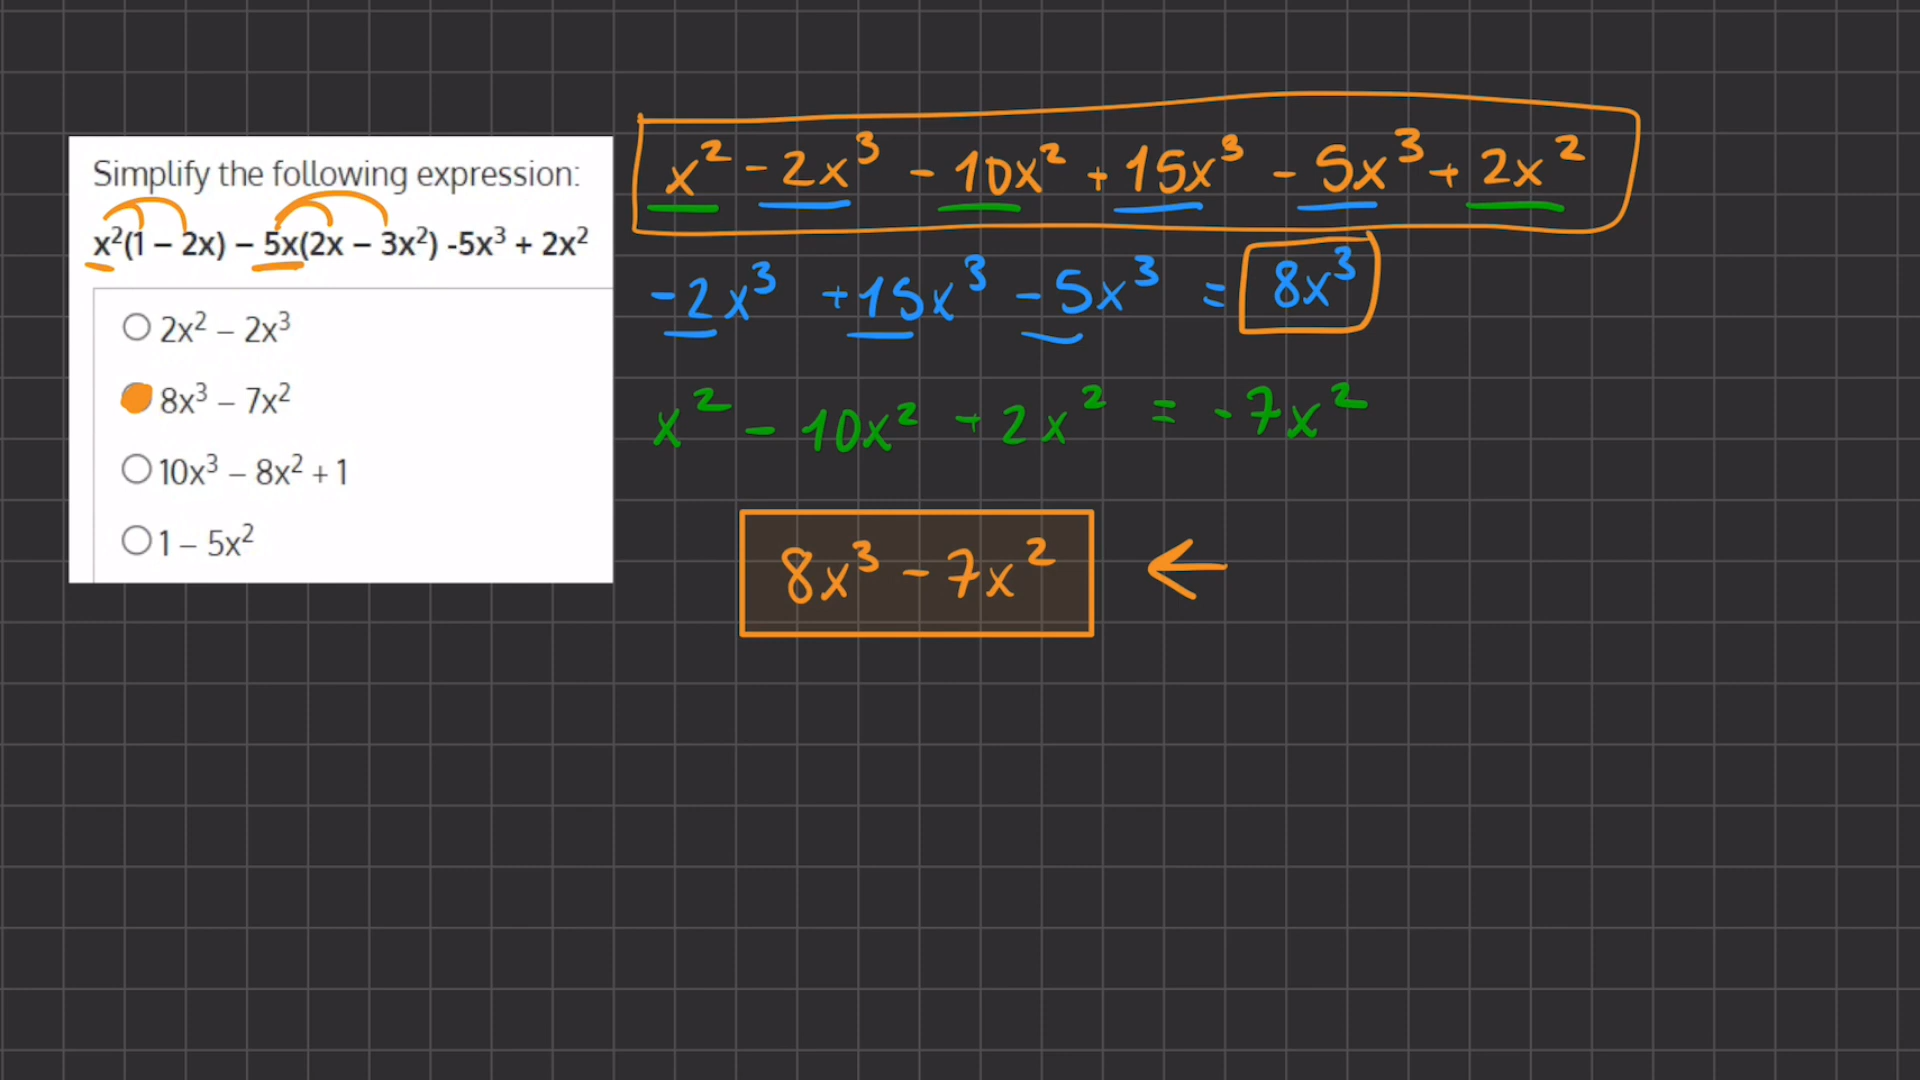 Simplify the following expression:
x²(1 – 2x) – 5x(2x – 3x²) -5x³ + 2x²
2x² – 2x³
8x³ – 7x²
10x³ – 8x² + 1
1 – 5x²
x² - 2x³ - 10x² + 15x³ - 5x³ + 2x²
-2x³ +15x³ -5x³ = 8x³
x² - 10x² + 2x² = -7x²
8x³ - 7x²